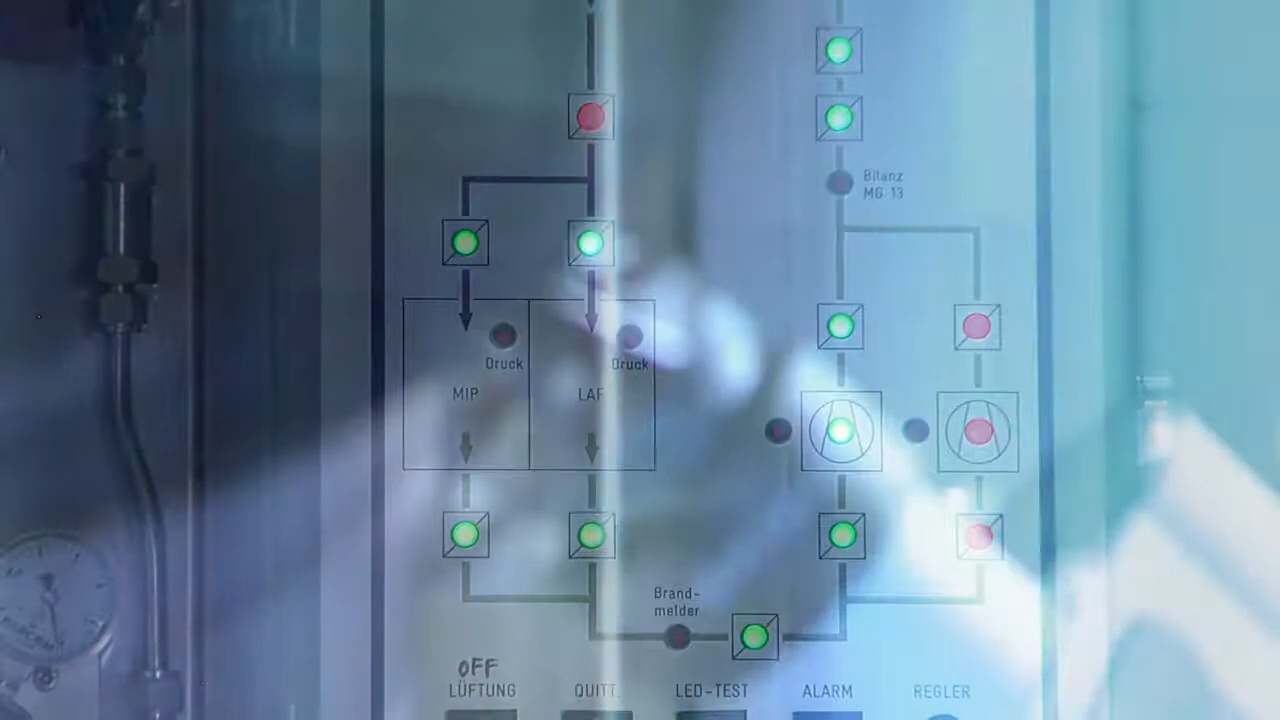 Bilanz
MG 13
Druck
Druck
MIP
LAF
Brand-
melder
OFF
LÜFTUNG
QUITT.
LED-TEST
ALARM
REGLER